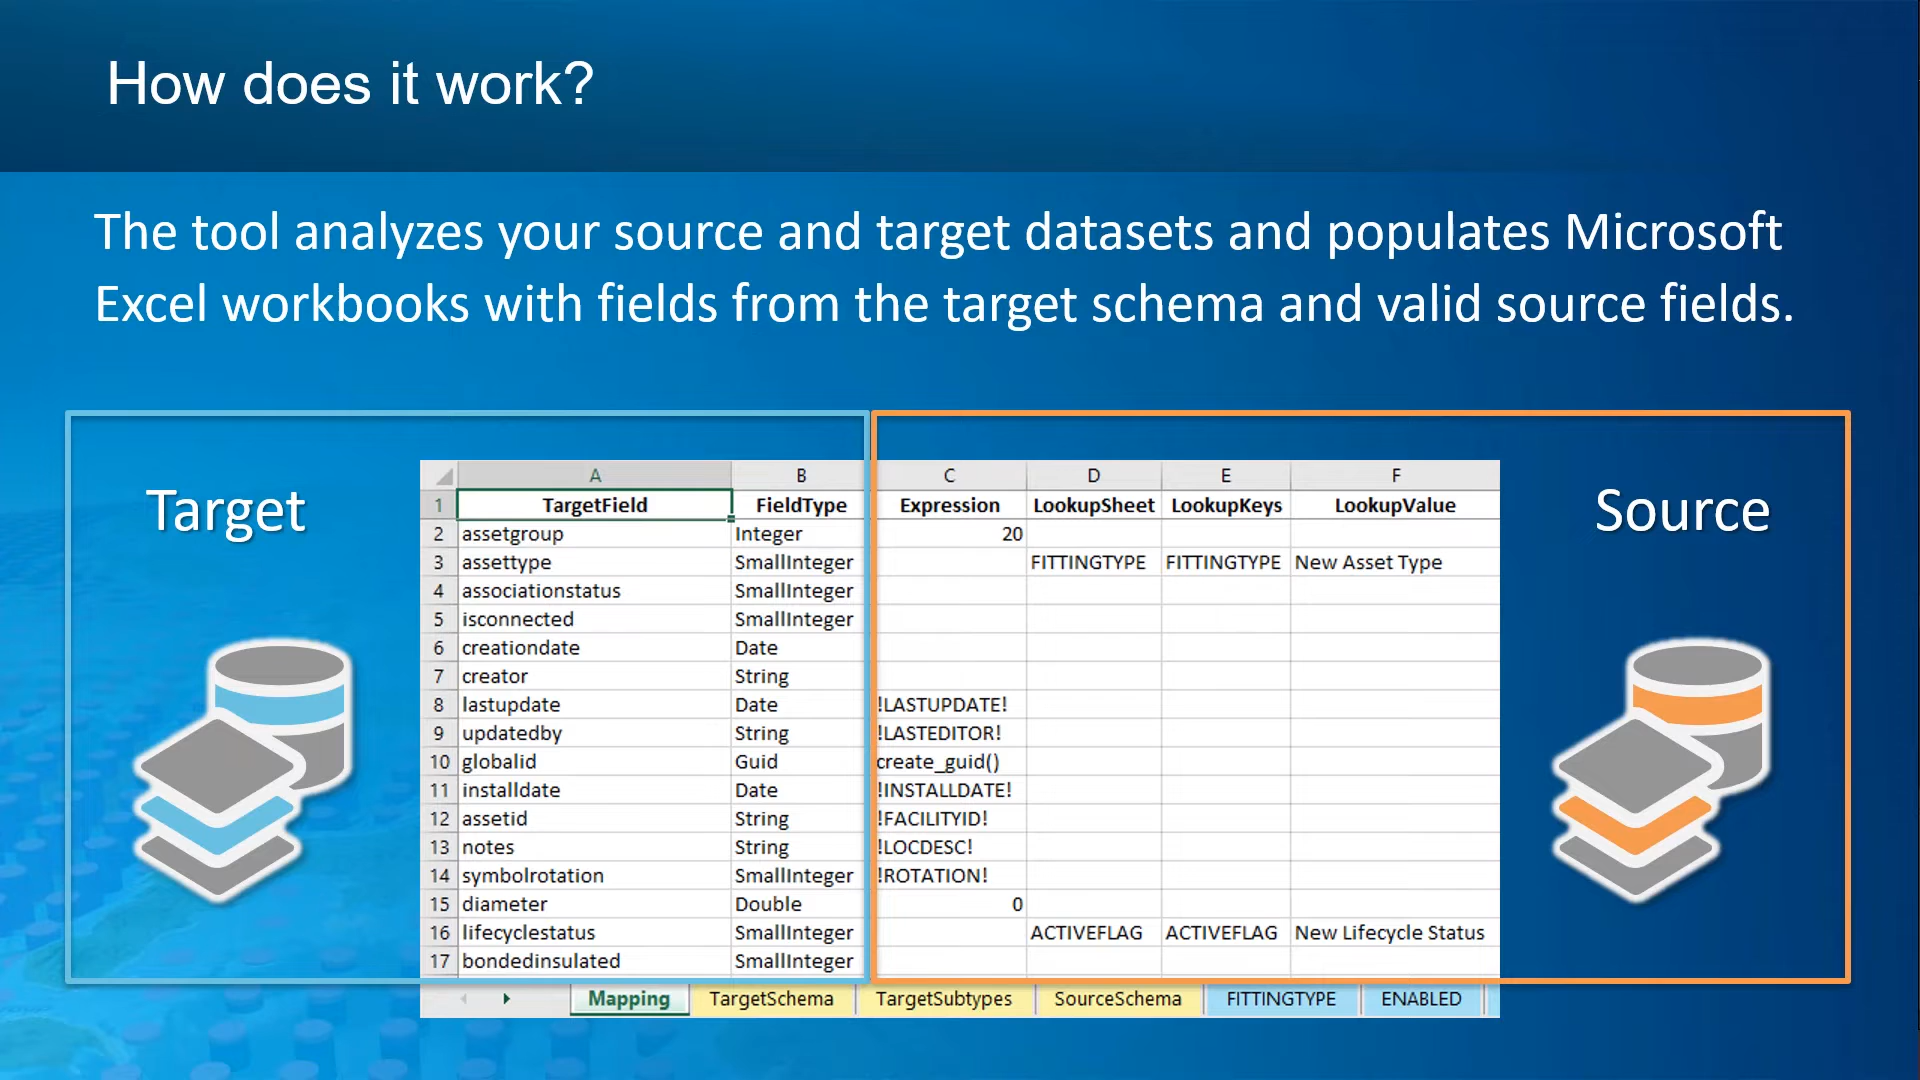 How does it work?
The tool analyzes your source and target datasets and populates Microsoft
Excel workbooks with fields from the target schema and valid source fields.
Target
Source
A B C D E F
1 TargetField FieldType Expression LookupSheet LookupKeys LookupValue
2 assetgroup Integer 20
3 assettype SmallInteger FITTINGTYPE FITTINGTYPE New Asset Type
4 associationstatus SmallInteger
5 isconnected SmallInteger
6 creationdate Date
7 creator String
8 lastupdate Date !LASTUPDATE!
9 updatedby String !LASTEDITOR!
10 globalid Guid create_guid()
11 installdate Date !INSTALLDATE!
12 assetid String !FACILITYID!
13 notes String !LOCDESC!
14 symbolrotation SmallInteger !ROTATION!
15 diameter Double 0
16 lifecyclestatus SmallInteger ACTIVEFLAG ACTIVEFLAG New Lifecycle Status
17 bondedinsulated SmallInteger
Mapping TargetSchema TargetSubtypes SourceSchema FITTINGTYPE ENABLED